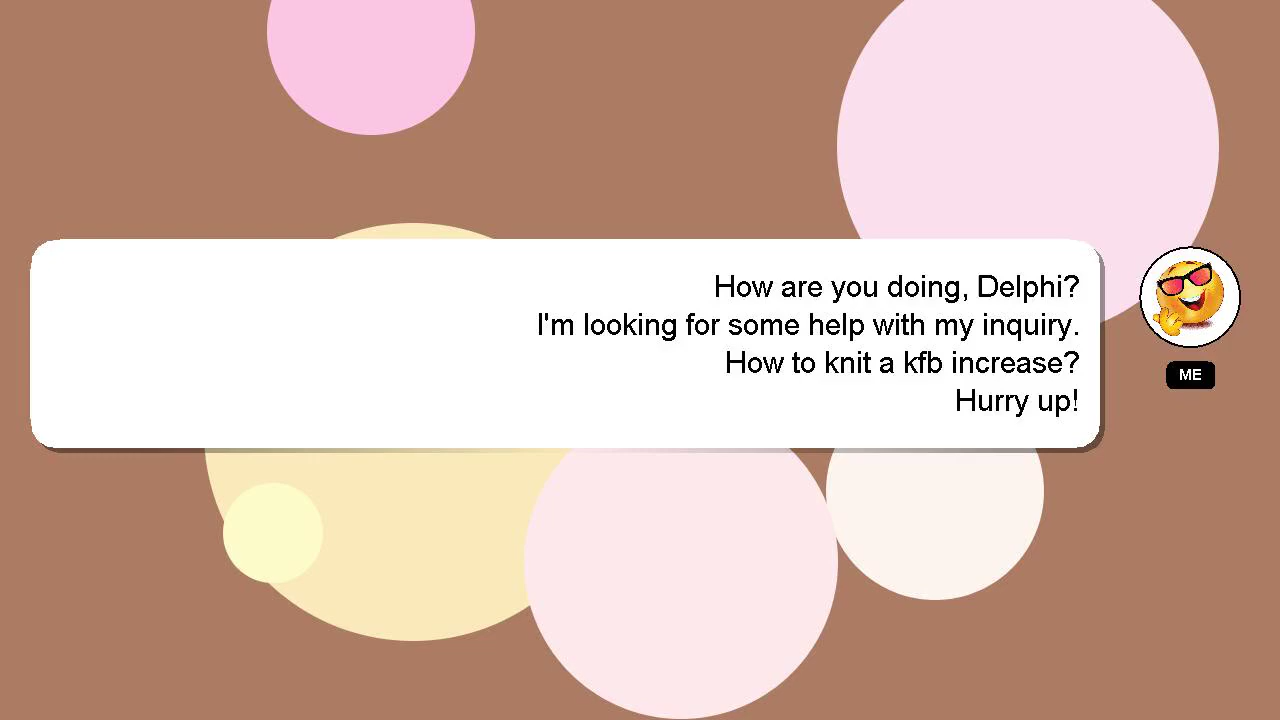 How are you doing, Delphi?
I'm looking for some help with my inquiry.
How to knit a kfb increase?
Hurry up!
ME